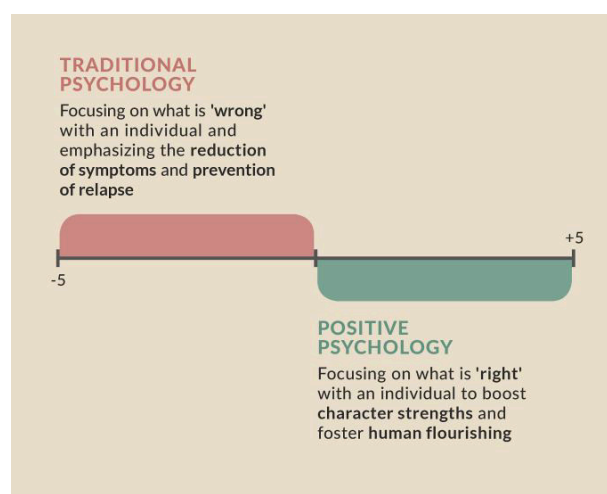 TRADITIONAL
PSYCHOLOGY
Focusing on what is 'wrong'
with an individual and
emphasizing the reduction
of symptoms and prevention
of relapse
+5
-5
POSITIVE
PSYCHOLOGY
Focusing on what is 'right'
with an individual to boost
character strengths and
foster human flourishing